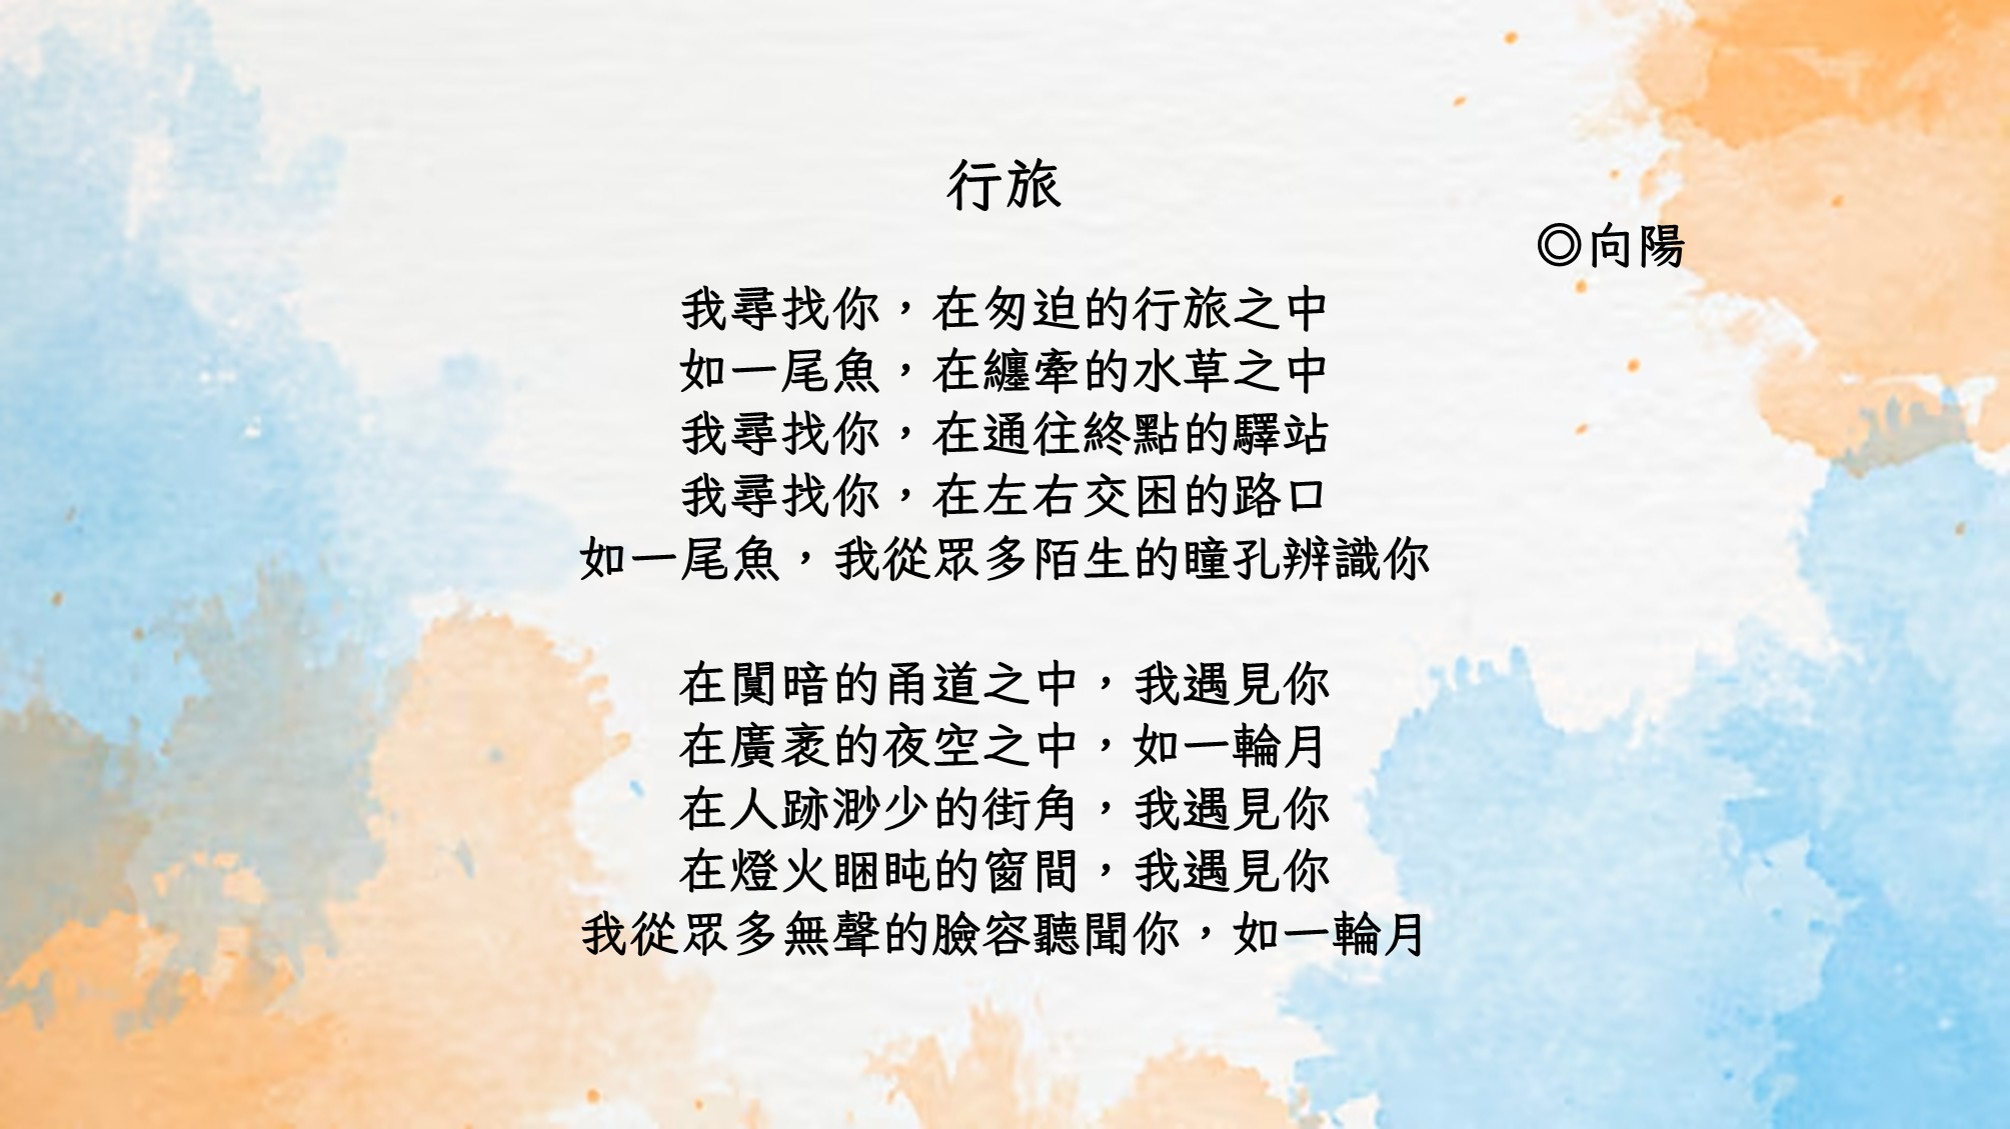 行旅
◎向陽
我尋找你，在匆迫的行旅之中
如一尾魚，在纏牽的水草之中
我尋找你，在通往終點的驛站
我尋找你，在左右交困的路口
如一尾魚，我從眾多陌生的瞳孔辨識你
在闃暗的甬道之中，我遇見你
在廣袤的夜空之中，如一輪月
在人跡渺少的街角，我遇見你
在燈火睏盹的窗間，我遇見你
我從眾多無聲的臉容聽聞你，如一輪月